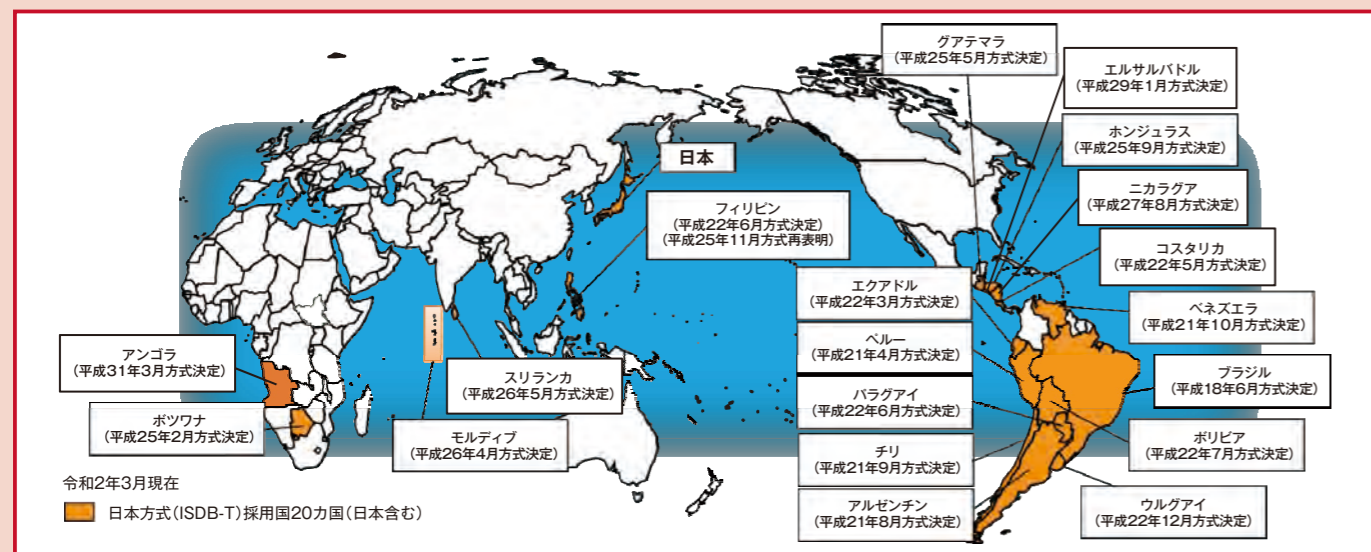 グアテマラ
(平成25年5月方式決定)
エルサルバドル
(平成29年1月方式決定)
ホンジュラス
(平成25年9月方式決定)
ニカラグア
(平成27年8月方式決定)
コスタリカ
(平成22年5月方式決定)
ベネズエラ
(平成21年10月方式決定)
ブラジル
(平成18年6月方式決定)
ボリビア
(平成22年7月方式決定)
ウルグアイ
(平成22年12月方式決定)
日本
フィリピン
(平成22年6月方式決定)
(平成25年11月方式再表明)
エクアドル
(平成22年3月方式決定)
ペルー
(平成21年4月方式決定)
パラグアイ
(平成22年6月方式決定)
チリ
(平成21年9月方式決定)
アルゼンチン
(平成21年8月方式決定)
アンゴラ
(平成31年3月方式決定)
ボツワナ
(平成25年2月方式決定)
スリランカ
(平成26年5月方式決定)
モルディブ
(平成26年4月方式決定)
令和2年3月現在
日本方式(ISDB-T)採用国20カ国(日本含む)